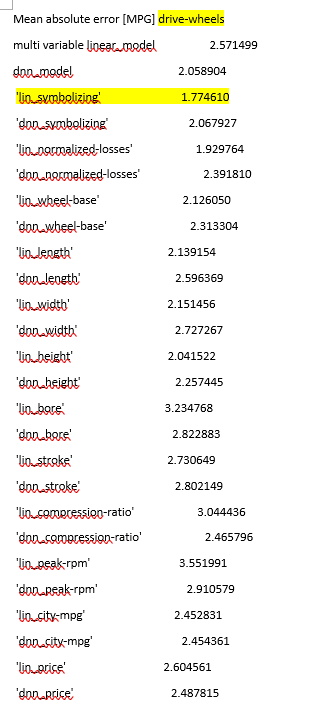 Mean absolute error [MPG] drive-wheels
multi variable linear_model 2.571499
dnn_model 2.058904
'lin_symbolizing' 1.774610
'dnn_symbolizing' 2.067927
'lin_normalized-losses' 1.929764
'dnn_normalized-losses' 2.391810
'lin_wheel-base' 2.126050
'dnn_wheel-base' 2.313304
'lin_length' 2.139154
'dnn_length' 2.596369
'lin_width' 2.151456
'dnn_width' 2.727267
'lin_height' 2.041522
'dnn_height' 2.257445
'lin_bore' 3.234768
'dnn_bore' 2.822883
'lin_stroke' 2.730649
'dnn_stroke' 2.802149
'lin_compression-ratio' 3.044436
'dnn_compression-ratio' 2.465796
'lin_peak-rpm' 3.551991
'dnn_peak-rpm' 2.910579
'lin_city-mpg' 2.452831
'dnn_city-mpg' 2.454361
'lin_price' 2.604561
'dnn_price' 2.487815